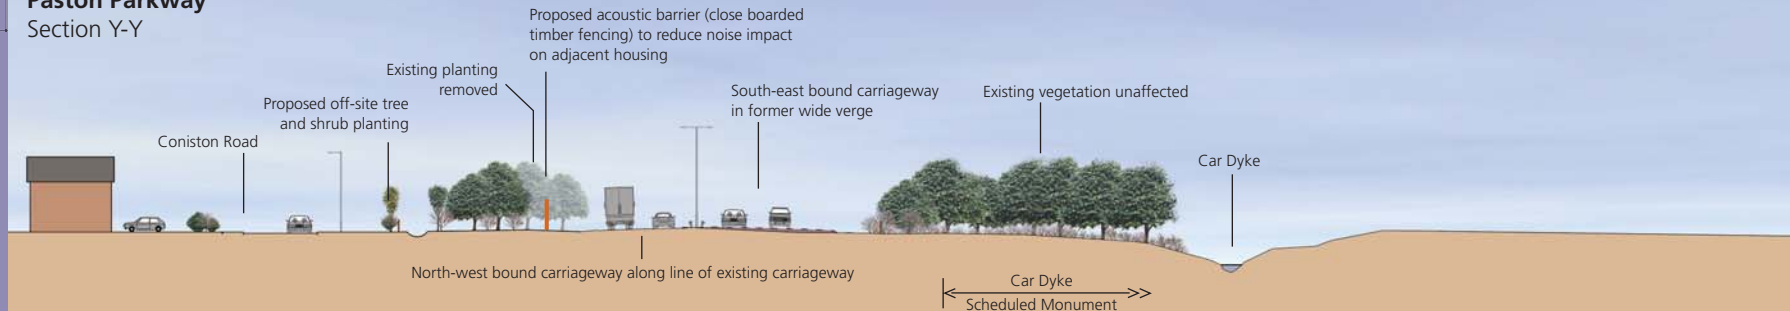 Paston Parkway
Section Y-Y
Proposed acoustic barrier (close boarded
timber fencing) to reduce noise impact
on adjacent housing
Existing planting
removed
Proposed off-site tree
and shrub planting
Coniston Road
South-east bound carriageway
in former wide verge
Existing vegetation unaffected
Car Dyke
North-west bound carriageway along line of existing carriageway
Car Dyke
Scheduled Monument